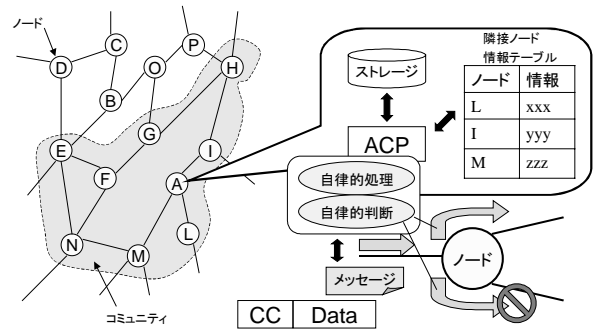 ノード
C
P
D
O
H
B
G
E
I
F
A
N
M
L
コミュニティ
隣接ノード
情報テーブル
ストレージ
ノード 情報
L xxx
I yyy
M zzz
ACP
自律的処理
自律的判断
メッセージ
ノード
CC Data